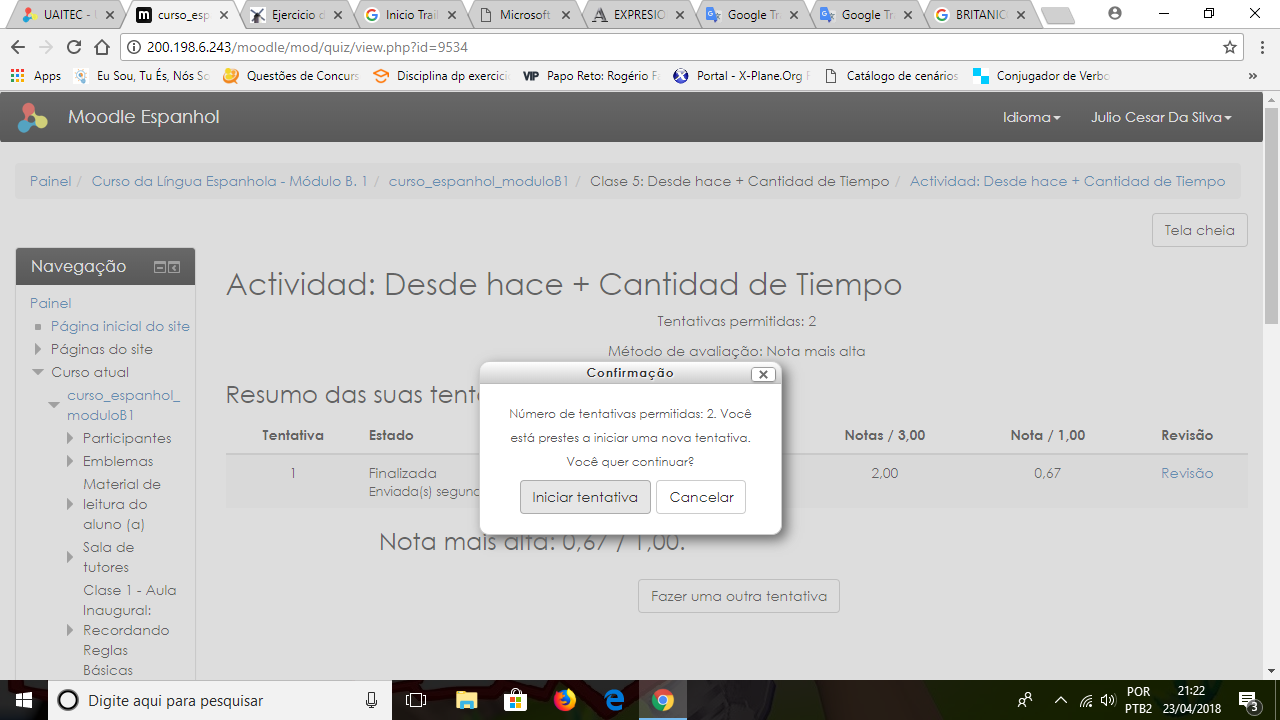 UAITEC - 
curso_esp
Ejercicio d
Inicio Trail
Microsoft
EXPRESIO
Google Tr
Google Tr
BRITANIC
200.198.6.243/moodle/mod/quiz/view.php?id=9534
Apps
Eu Sou, Tu És, Nós So
Questões de Concurs
Disciplina dp exercici
VIP Papo Reto: Rogério F
Portal - X-Plane.Org F
Catálogo de cenários
Conjugador de Verbo
»
Moodle Espanhol
Idioma
Julio Cesar Da Silva
Painel / Curso da Língua Espanhola - Módulo B. 1 / curso_espanhol_moduloB1 / Clase 5: Desde hace + Cantidad de Tiempo / Actividad: Desde hace + Cantidad de Tiempo
Tela cheia
Navegação
Painel
Página inicial do site
Páginas do site
Curso atual
curso_espanhol_
moduloB1
Participantes
Emblemas
Material de
leitura do
aluno (a)
Sala de
tutores
Clase 1 - Aula
Inaugural:
Recordando
Reglas
Básicas
Actividad: Desde hace + Cantidad de Tiempo
Tentativas permitidas: 2
Método de avaliação: Nota mais alta
Resumo das suas tent
Tentativa Estado Notas / 3,00 Nota / 1,00 Revisão
1 Finalizada 2,00 0,67 Revisão
Enviada(s) segun
Nota mais alta: 0,67 / 1,00.
Fazer uma outra tentativa
Confirmação
Número de tentativas permitidas: 2. Você
está prestes a iniciar uma nova tentativa.
Você quer continuar?
Iniciar tentativa
Cancelar
Digite aqui para pesquisar
POR
PTB2
21:22
23/04/2018
3